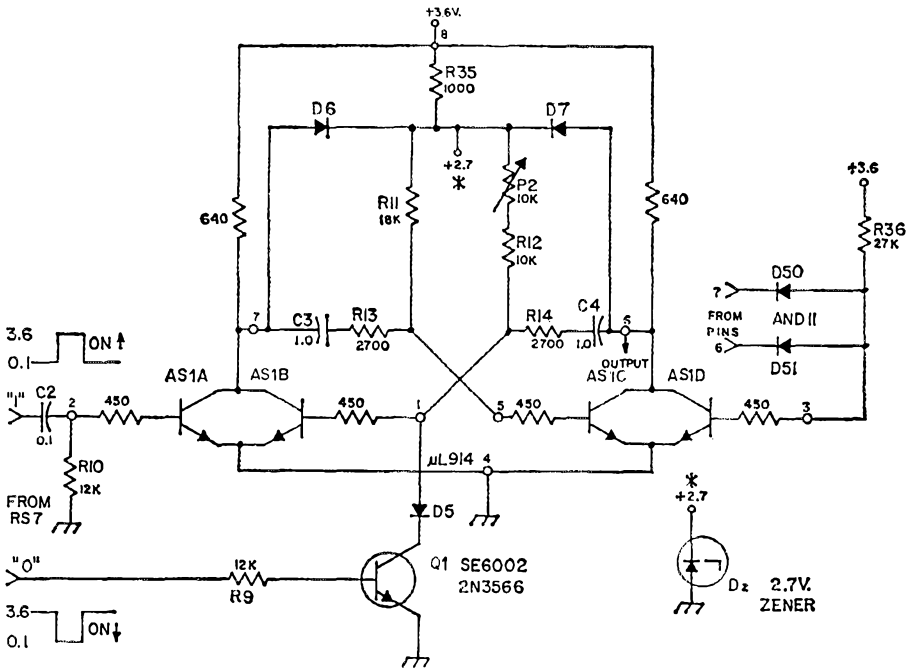 +3.6V.
8
R35
1000
D6
D7
+2.7
*
+3.6
640
R11
18K
P2
10K
640
R36
27K
R12
10K
D50
7
FROM
PINS
AND 11
6
D51
7
C3
1.0
R13
2700
R14
2700
C4
1.0
6
OUTPUT
3.6
0.1
ON ↑
AS1A
AS1B
AS1C
AS1D
"1"
C2
0.1
2
450
450
1
5
450
450
3
R10
12K
µL914
4
FROM
RS7
D5
*
+2.7
"0"
12K
R9
Q1
SE6002
2N3566
Dz
2.7V.
ZENER
3.6
0.1
ON ↓